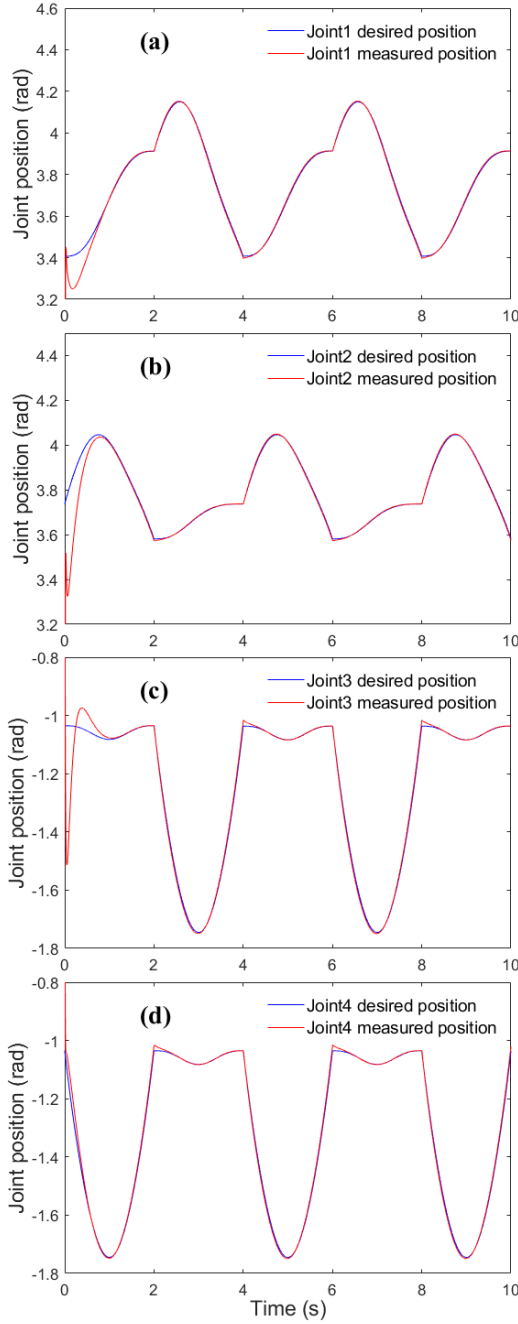 4.6
(a)
Joint1 desired position
Joint1 measured position
4.4
4.2
4
3.8
3.6
3.4
3.2
Joint position (rad)
0 2 4 6 8 10
(b)
Joint2 desired position
Joint2 measured position
4.4
4.2
4
3.8
3.6
3.4
3.2
Joint position (rad)
0 2 4 6 8 10
(c)
Joint3 desired position
Joint3 measured position
-0.8
-1
-1.2
-1.4
-1.6
-1.8
Joint position (rad)
0 2 4 6 8 10
(d)
Joint4 desired position
Joint4 measured position
-0.8
-1
-1.2
-1.4
-1.6
-1.8
Joint position (rad)
0 2 4 6 8 10
Time (s)